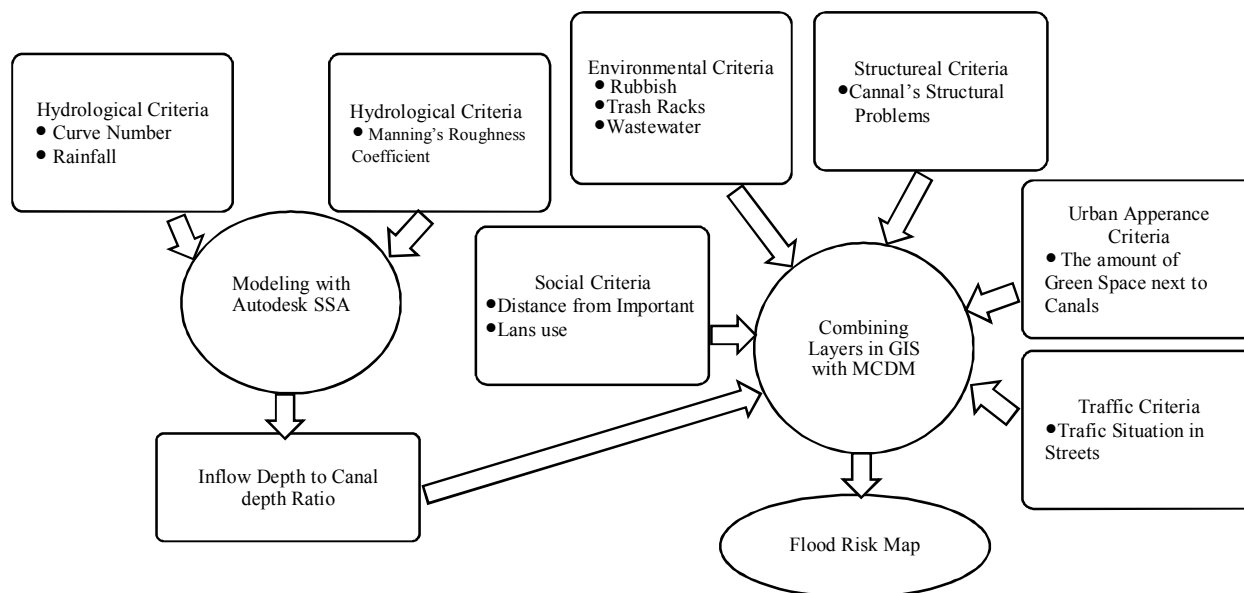 Hydrological Criteria
● Curve Number
● Rainfall
Hydrological Criteria
● Manning's Roughness
Coefficient
Environmental Criteria
● Rubbish
● Trash Racks
● Wastewater
Structureal Criteria
● Cannal's Structural
Problems
Urban Apperance
Criteria
● The amount of
Green Space next to
Canals
Modeling with
Autodesk SSA
Social Criteria
● Distance from Important
● Lans use
Combining
Layers in GIS
with MCDM
Traffic Criteria
● Trafic Situation in
Streets
Inflow Depth to Canal
depth Ratio
Flood Risk Map